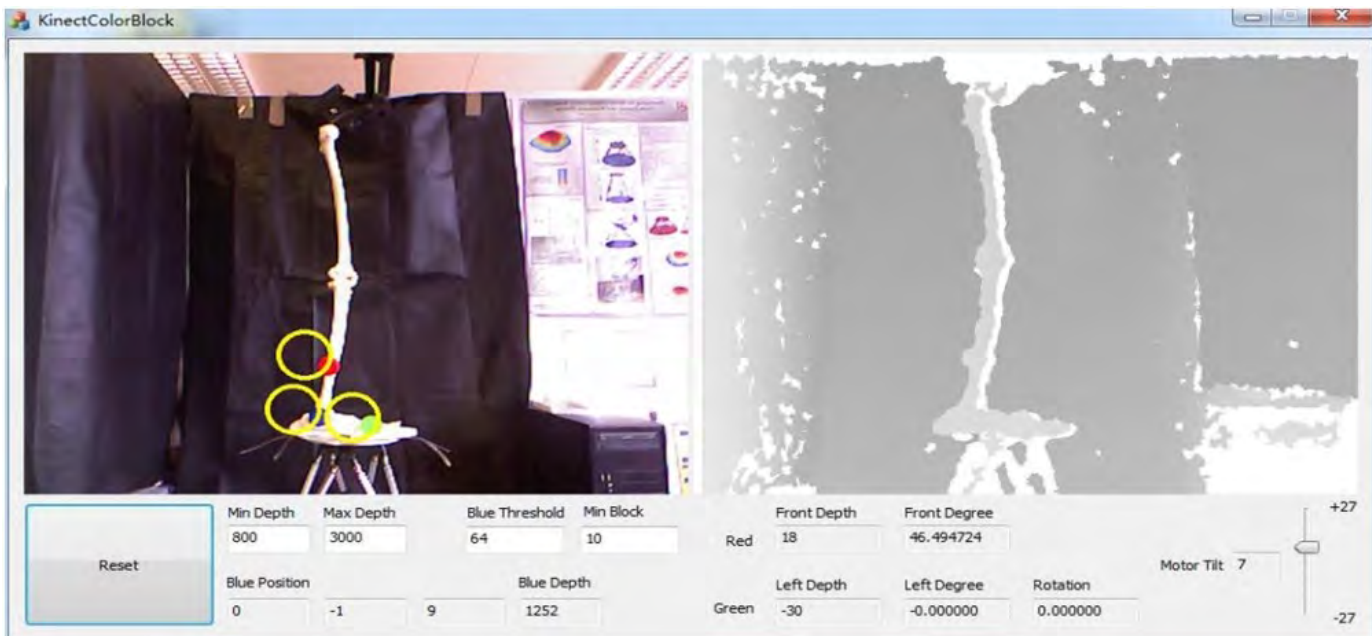 KinectColorBlock
Min Depth Max Depth Blue Threshold Min Block
800 3000 64 10
Front Depth Front Degree
Red 18 46.494724
+27
Reset
Motor Tilt 7
Blue Position Blue Depth
0 -1 9 1252
Left Depth Left Degree Rotation
Green -30 -0.000000 0.000000
-27